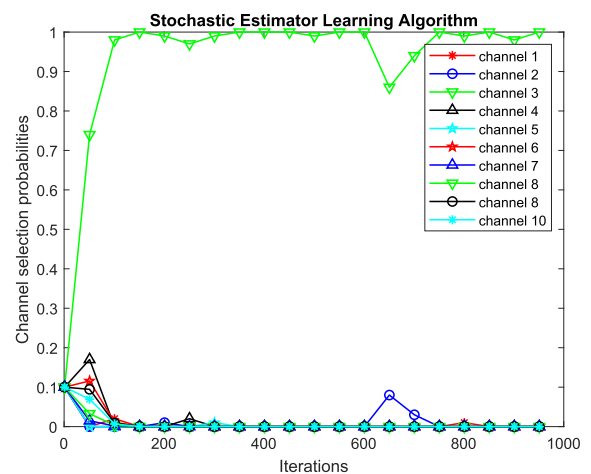 Stochastic Estimator Learning Algorithm
1
0.9
0.8
0.7
0.6
0.5
0.4
0.3
0.2
0.1
0
Channel selection probabilities
channel 1
channel 2
channel 3
channel 4
channel 5
channel 6
channel 7
channel 8
channel 8
channel 10
0 200 400 600 800 1000
Iterations